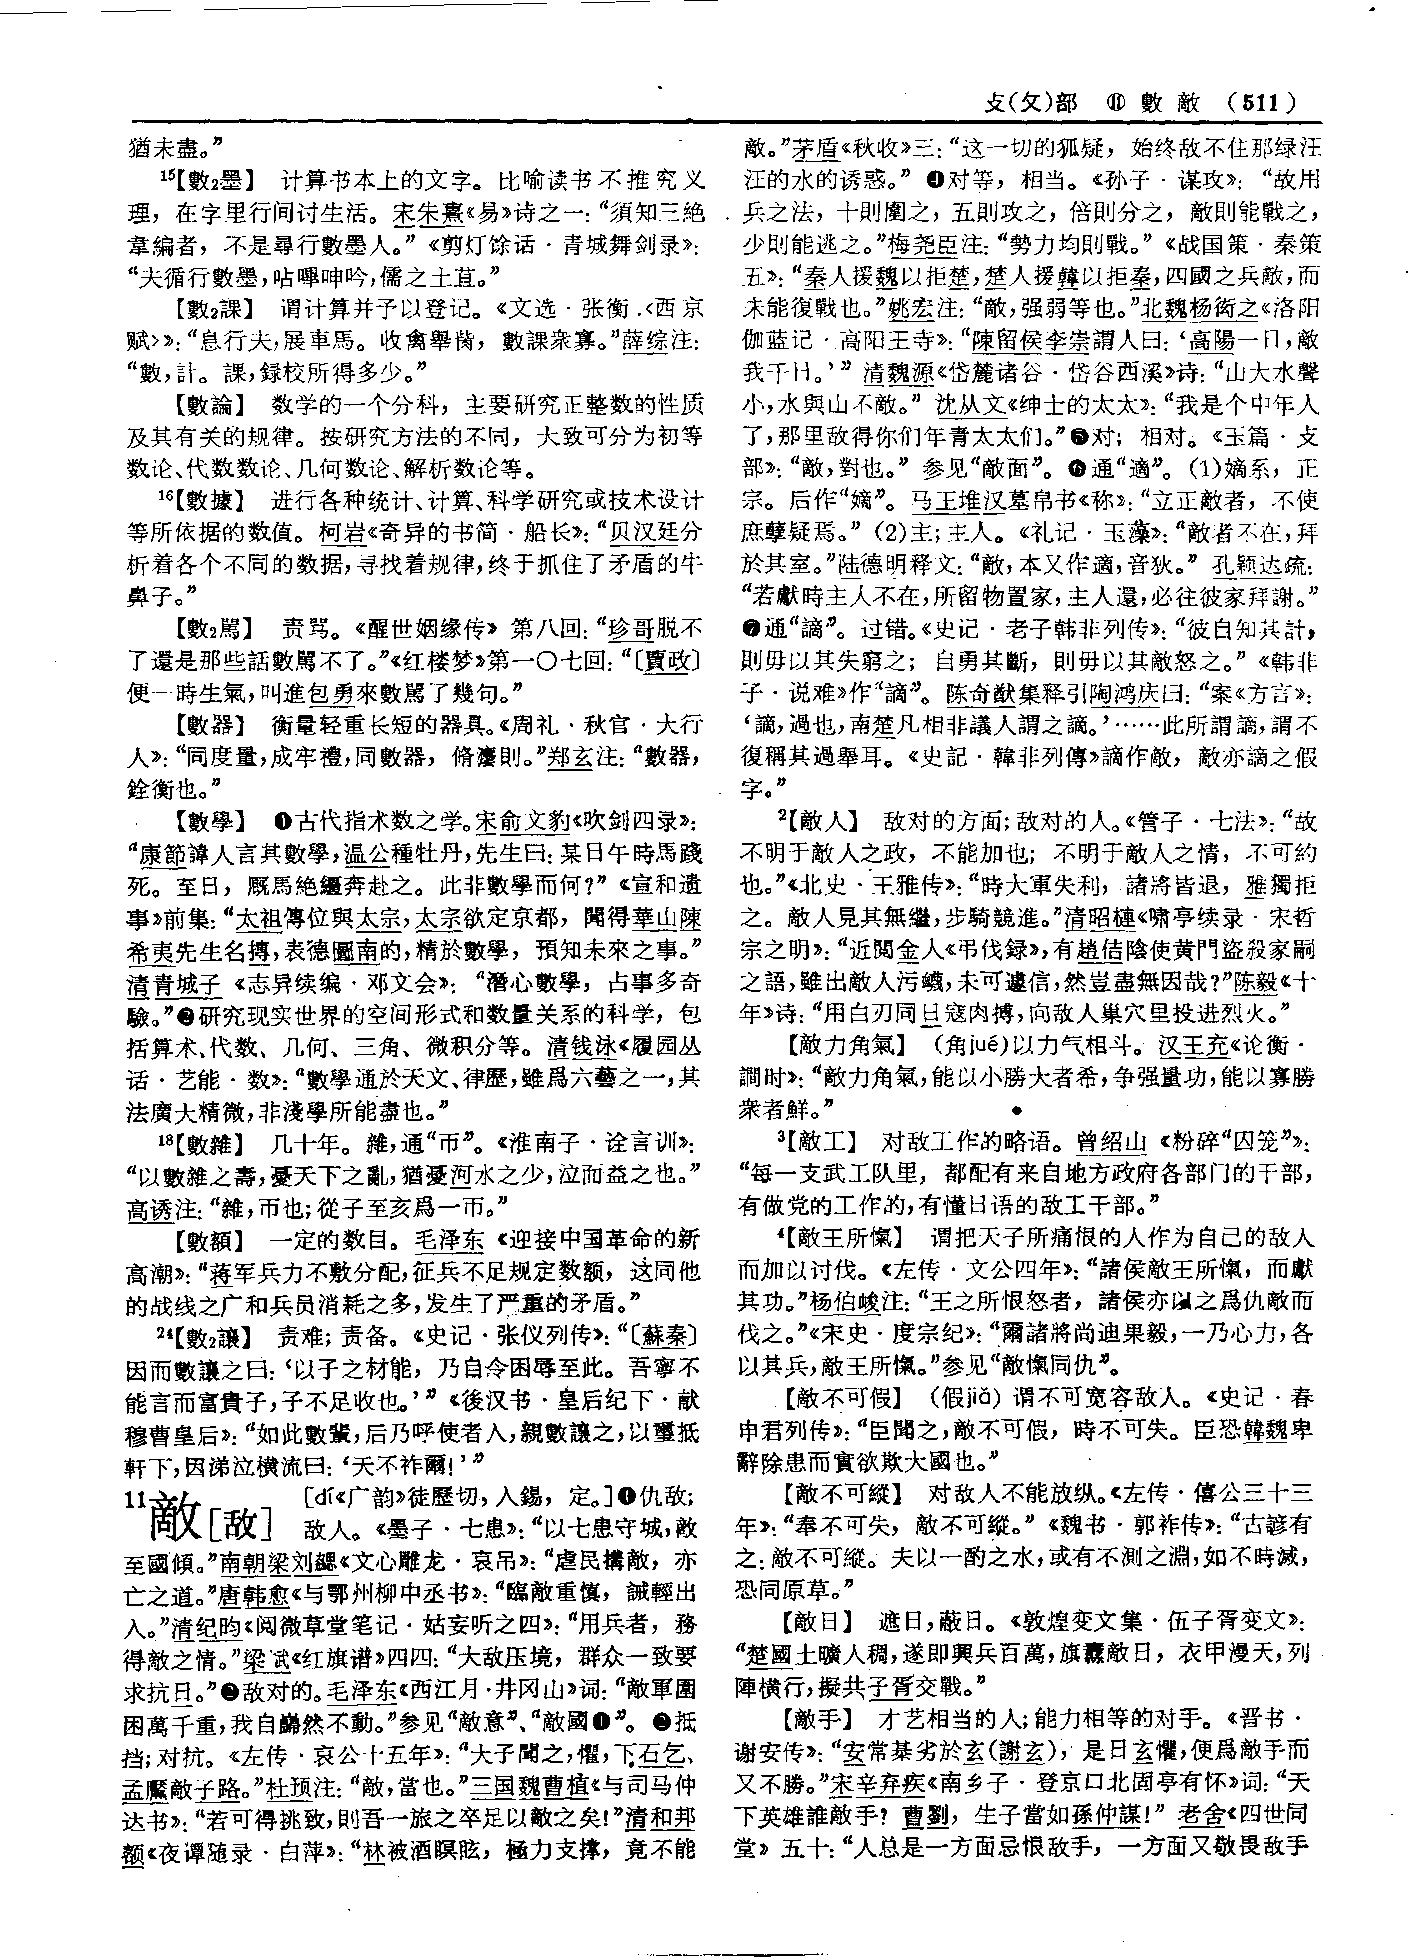 攴(攵)部 ⑪ 數 敵 (511)
猶未盡。”
¹⁵【數₂墨】 计算书本上的文字。比喻读书不推究义
理，在字里行间讨生活。宋朱熹《易》诗之一：“須知三絶
韋編者，不是尋行數墨人。”《剪灯馀话·青城舞剑录》：
“夫循行數墨，呫嗶呻吟，儒之土苴。”
【數₂課】 谓计算并予以登记。《文选·张衡〈西京
赋〉》：“息行夫，展車馬。收禽舉胔，數課衆寡。”薛综注：
“數，計。課，録校所得多少。”
【數論】 数学的一个分科，主要研究正整数的性质
及其有关的规律。按研究方法的不同，大致可分为初等
数论、代数数论、几何数论、解析数论等。
¹⁶【數據】 进行各种统计、计算、科学研究或技术设计
等所依据的数值。柯岩《奇异的书简·船长》：“贝汉廷分
析着各个不同的数据，寻找着规律，终于抓住了矛盾的牛
鼻子。”
【數₂罵】 责骂。《醒世姻缘传》第八回：“珍哥脱不
了還是那些話數罵不了。”《红楼梦》第一〇七回：“〔賈政〕
便一時生氣，叫進包勇來數駡了幾句。”
【數器】 衡量轻重长短的器具。《周礼·秋官·大行
人》：“同度量，成牢禮，同數器，脩灋則。”郑玄注：“數器，
銓衡也。”
【數學】 ❶古代指术数之学。宋俞文豹《吹剑四录》：
“康節諱人言其數學，温公種牡丹，先生曰：某日午時馬踐
死。至日，厩馬絶繮奔赴之。此非數學而何？”《宣和遗
事》前集：“太祖傳位與太宗，太宗欲定京都，聞得華山陳
希夷先生名摶，表德圖南的，精於數學，預知未來之事。”
清青城子《志异续编·邓文会》：“潛心數學，占事多奇
驗。”❷研究现实世界的空间形式和数量关系的科学，包
括算术、代数、几何、三角、微积分等。清钱泳《履园丛
话·艺能·数》：“數學通於天文、律歷，雖爲六藝之一，其
法廣大精微，非淺學所能盡也。”
¹⁸【數雜】 几十年。雜，通“帀”。《淮南子·诠言训》：
“以數雜之壽，憂天下之亂，猶憂河水之少，泣而益之也。”
高诱注：“雜，帀也；從子至亥爲一帀。”
【數額】 一定的数目。毛泽东《迎接中国革命的新
高潮》：“蒋军兵力不敷分配，征兵不足规定数额，这同他
的战线之广和兵员消耗之多，发生了严重的矛盾。”
²⁴【數₂讓】 责难；责备。《史记·张仪列传》：“〔蘇秦〕
因而數讓之曰：‘以子之材能，乃自令困辱至此。吾寧不
能言而富貴子，子不足收也。’”《後汉书·皇后纪下·献
穆曹皇后》：“如此數輩，后乃呼使者入，親數讓之，以璽抵
軒下，因涕泣横流曰：‘天不祚爾！’”
11敵[敌] [dí《广韵》徒歷切，入錫，定。]❶仇敌；
敌人。《墨子·七患》：“以七患守城，敵
至國傾。”南朝梁刘勰《文心雕龙·哀吊》：“虐民搆敵，亦
亡之道。”唐韩愈《与鄂州柳中丞书》：“臨敵重慎，誡輕出
入。”清纪昀《阅微草堂笔记·姑妄听之四》：“用兵者，務
得敵之情。”梁斌《红旗谱》四四：“大敌压境，群众一致要
求抗日。”❷敌对的。毛泽东《西江月·井冈山》词：“敵軍圍
困萬千重，我自巋然不動。”参见“敵意”、“敵國❶”。❸抵
挡；对抗。《左传·哀公十五年》：“大子聞之，懼，下石乞、
孟黶敵子路。”杜预注：“敵，當也。”三国魏曹植《与司马仲
达书》：“若可得挑致，則吾一旅之卒足以敵之矣！”清和邦
额《夜谭随录·白萍》：“林被酒瞑眩，極力支撑，竟不能
敵。”茅盾《秋收》三：“这一切的狐疑，始终敌不住那绿汪
汪的水的诱惑。”❹对等，相当。《孙子·谋攻》：“故用
兵之法，十則圍之，五則攻之，倍則分之，敵則能戰之，
少則能逃之。”梅尧臣注：“勢力均則戰。”《战国策·秦策
五》：“秦人援魏以拒楚，楚人援韓以拒秦，四國之兵敵，而
未能復戰也。”姚宏注：“敵，强弱等也。”北魏杨衒之《洛阳
伽蓝记·高阳王寺》：“陳留侯李崇謂人曰：‘高陽一日，敵
我千日。’”清魏源《岱麓诸谷·岱谷西溪》诗：“山大水聲
小，水與山不敵。”沈从文《绅士的太太》：“我是个中年人
了，那里敌得你们年青太太们。”❺对；相对。《玉篇·攴
部》：“敵，對也。”参见“敵面”。❻通“適”。(1)嫡系，正
宗。后作“嫡”。马王堆汉墓帛书《称》：“立正敵者，不使
庶孽疑焉。”(2)主；主人。《礼记·玉藻》：“敵者不在，拜
於其室。”陆德明释文：“敵，本又作適，音狄。”孔颖达疏：
“若獻時主人不在，所留物置家，主人還，必往彼家拜謝。”
❼通“謫”。过错。《史记·老子韩非列传》：“彼自知其計，
則毋以其失窮之；自勇其斷，則毋以其敵怒之。”《韩非
子·说难》作“謫”。陈奇猷集释引陶鸿庆曰：“案《方言》：
‘謫，過也，南楚凡相非議人謂之謫。’……此所謂謫，謂不
復稱其過舉耳。《史記·韓非列傳》謫作敵，敵亦謫之假
字。”
²【敵人】 敌对的方面；敌对的人。《管子·七法》：“故
不明于敵人之政，不能加也；不明于敵人之情，不可約
也。”《北史·王雅传》：“時大軍失利，諸將皆退，雅獨拒
之。敵人見其無繼，步騎競進。”清昭槤《啸亭续录·宋哲
宗之明》：“近閲金人《弔伐録》，有趙佶陰使黄門盜殺家嗣
之語，雖出敵人污衊，未可遽信，然豈盡無因哉？”陈毅《十
年》诗：“用白刃同日寇肉搏，向敌人巢穴里投进烈火。”
【敵力角氣】 (角jué)以力气相斗。汉王充《论衡·
調时》：“敵力角氣，能以小勝大者希，争强量功，能以寡勝
衆者鮮。”
³【敵工】 对敌工作的略语。曾绍山《粉碎“囚笼”》：
“每一支武工队里，都配有来自地方政府各部门的干部，
有做党的工作的，有懂日语的敌工干部。”
⁴【敵王所愾】 谓把天子所痛恨的人作为自己的敌人
而加以讨伐。《左传·文公四年》：“諸侯敵王所愾，而獻
其功。”杨伯峻注：“王之所恨怒者，諸侯亦以之爲仇敵而
伐之。”《宋史·度宗纪》：“爾諸將尚迪果毅，一乃心力，各
以其兵，敵王所愾。”参见“敵愾同仇”。
【敵不可假】 (假jiǎ)谓不可宽容敌人。《史记·春
申君列传》：“臣聞之，敵不可假，時不可失。臣恐韓魏卑
辭除患而實欲欺大國也。”
【敵不可縱】 对敌人不能放纵。《左传·僖公三十三
年》：“奉不可失，敵不可縱。”《魏书·郭祚传》：“古諺有
之：敵不可縱。夫以一酌之水，或有不測之淵，如不時滅，
恐同原草。”
【敵日】 遮日，蔽日。《敦煌变文集·伍子胥变文》：
“楚國土曠人稠，遂即興兵百萬，旗纛敵日，衣甲漫天，列
陣横行，擬共子胥交戰。”
【敵手】 才艺相当的人；能力相等的对手。《晋书·
谢安传》：“安常棊劣於玄(謝玄)，是日玄懼，便爲敵手而
又不勝。”宋辛弃疾《南乡子·登京口北固亭有怀》词：“天
下英雄誰敵手？曹劉，生子當如孫仲謀！”老舍《四世同
堂》五十：“人总是一方面忌恨敌手，一方面又敬畏敌手